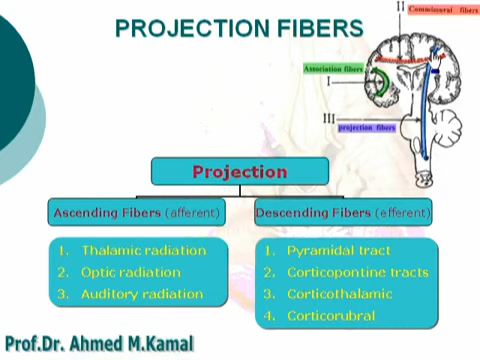 PROJECTION FIBERS
II
Commissural fibers
Association fibers
I
III
projection fibers
Projection
Ascending Fibers (afferent)
1. Thalamic radiation
2. Optic radiation
3. Auditory radiation
Descending Fibers (efferent)
1. Pyramidal tract
2. Corticopontine tracts
3. Corticothalamic
4. Corticorubral
Prof.Dr. Ahmed M.Kamal